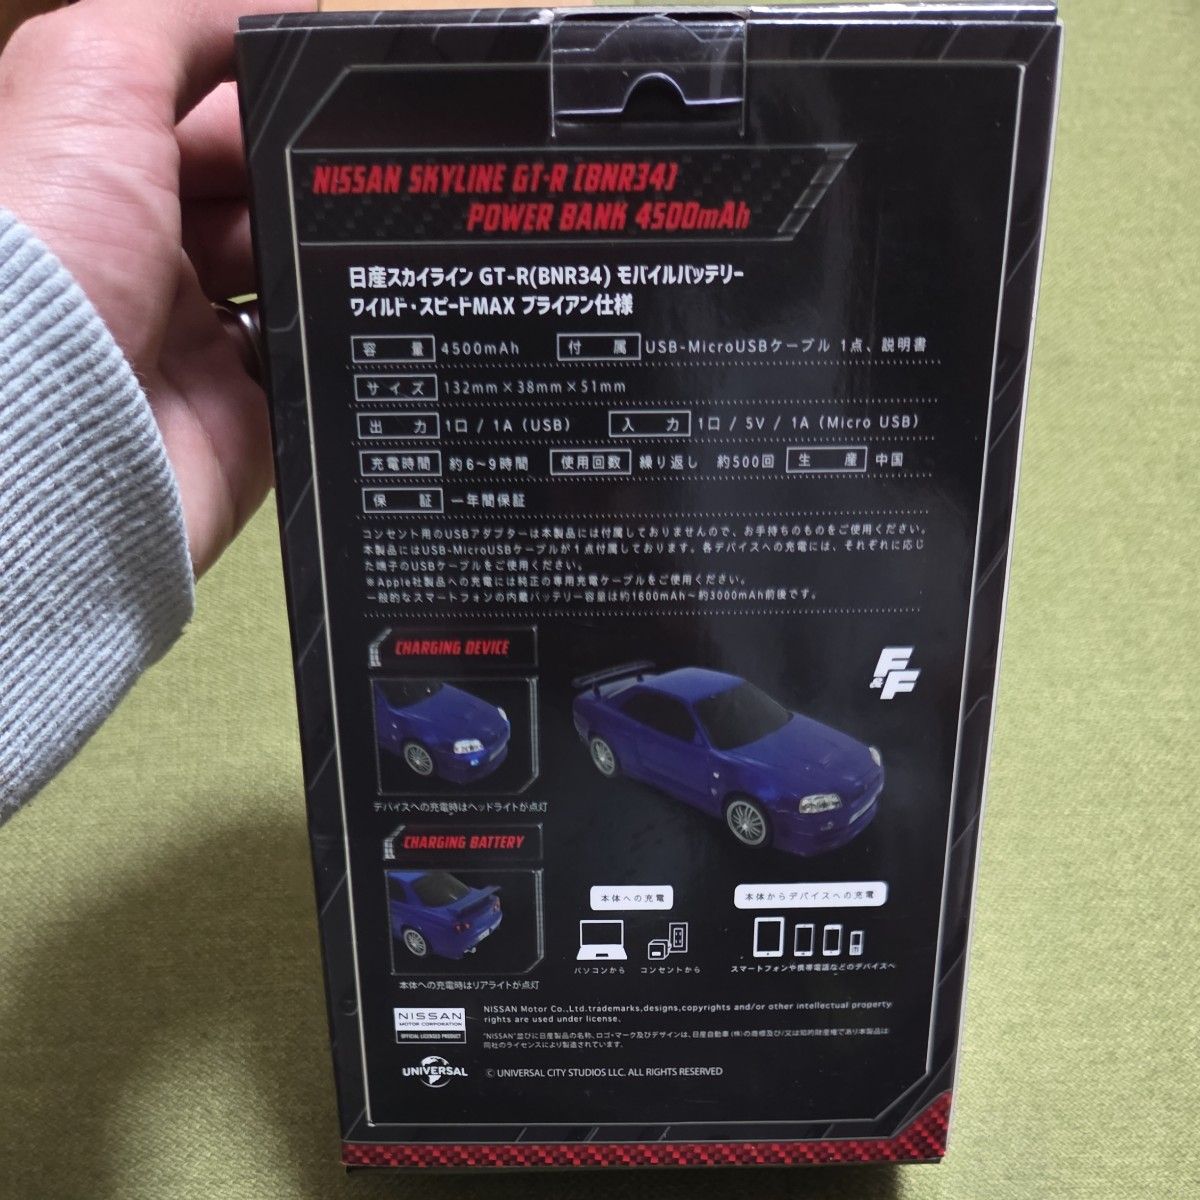 NISSAN SKYLINE GT-R [BNR34]
POWER BANK 4500mAh
日産スカイライン GT-R(BNR34) モバイルバッテリー
ワイルド・スピードMAX ブライアン仕様
容量 4500mAh 付属 USB-MicroUSBケーブル 1点、説明書
サイズ 132mm×38mm×51mm
出力 1口 / 1A (USB) 入力 1口 / 5V / 1A (Micro USB)
充電時間 約6~9時間 使用回数 繰り返し 約500回 生産 中国
保証 一年間保証
コンセント用のUSBアダプターは本製品には付属しておりませんので、お手持ちのものをご使用ください。
本製品にはUSB-MicroUSBケーブルが1点付属しております。各デバイスへの充電には、それぞれに応じ
た端子のUSBケーブルをご使用ください。
※Apple社製品への充電には純正の専用充電ケーブルをご使用ください。
一般的なスマートフォンの内蔵バッテリー容量は約1600mAh~約3000mAh前後です。
CHARGING DEVICE
F&F
デバイスへの充電時はヘッドライトが点灯
CHARGING BATTERY
本体への充電
本体からデバイスへの充電
パソコンから コンセントから
スマートフォンや携帯電話などのデバイスへ
本体への充電時はリアライトが点灯
NISSAN
MOTOR CORPORATION
OFFICIAL LICENSED PRODUCT
NISSAN Motor Co.,Ltd.trademarks,designs,copyrights and/or other intellectual property
rights are used under license.
"NISSAN"並びに日産製品の名称、ロゴ・マーク及びデザインは、日産自動車(株)の商標及び/又は知的財産権であり本製品は
同社のライセンスにより製造されています。
UNIVERSAL
© UNIVERSAL CITY STUDIOS LLC. ALL RIGHTS RESERVED